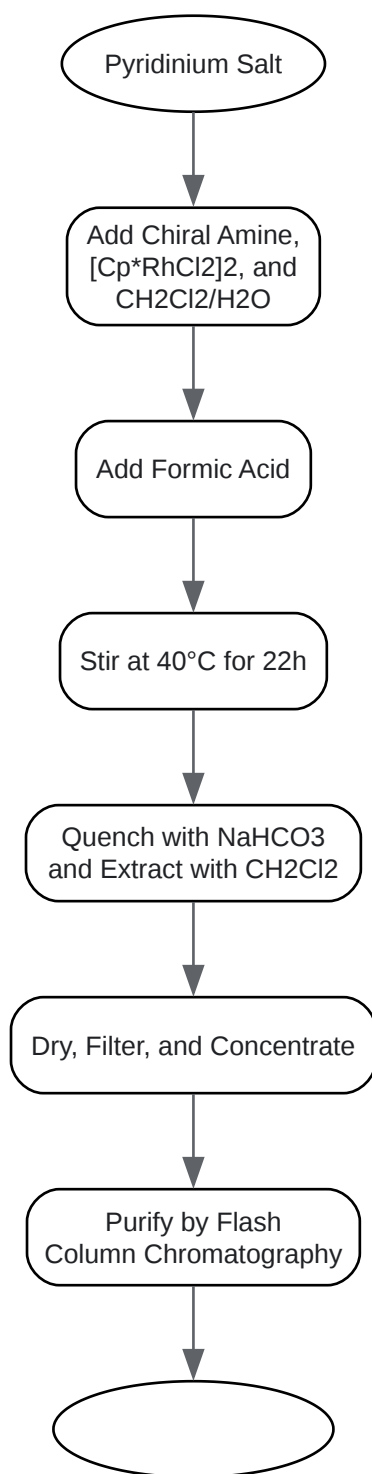 Pyridinium Salt
Add Chiral Amine,
[Cp*RhCl2]2, and
CH2Cl2/H2O
Add Formic Acid
Stir at 40°C for 22h
Quench with NaHCO3
and Extract with CH2Cl2
Dry, Filter, and Concentrate
Purify by Flash
Column Chromatography